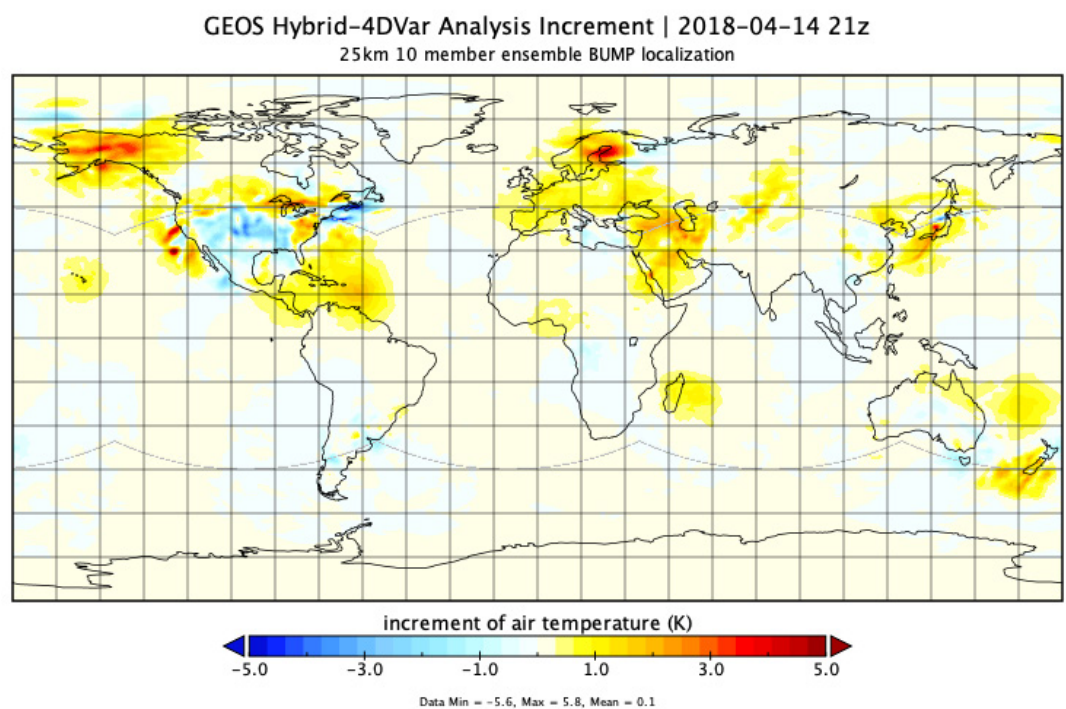 GEOS Hybrid-4DVar Analysis Increment | 2018-04-14 21z
25km 10 member ensemble BUMP localization
increment of air temperature (K)
-5.0 -3.0 -1.0 1.0 3.0 5.0
Data Min = -5.6, Max = 5.8, Mean = 0.1